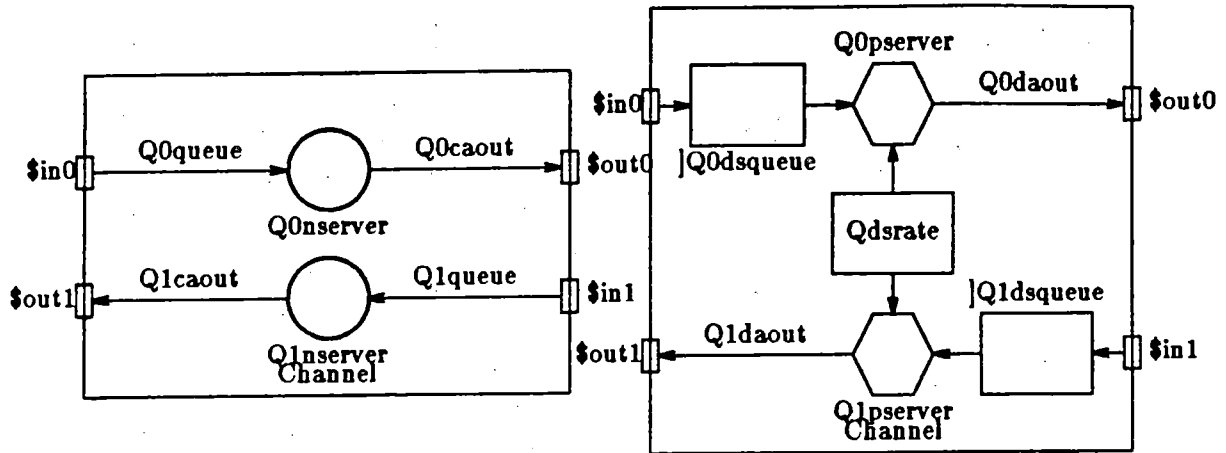 $in0
Q0queue
Q0caout
$out0
Q0nserver
$out1
Q1caout
Q1queue
$in1
Q1nserver
Channel
Q0pserver
$in0
Q0daout
$out0
]Q0dsqueue
Qdsrate
]Q1dsqueue
$out1
Q1daout
$in1
Q1pserver
Channel